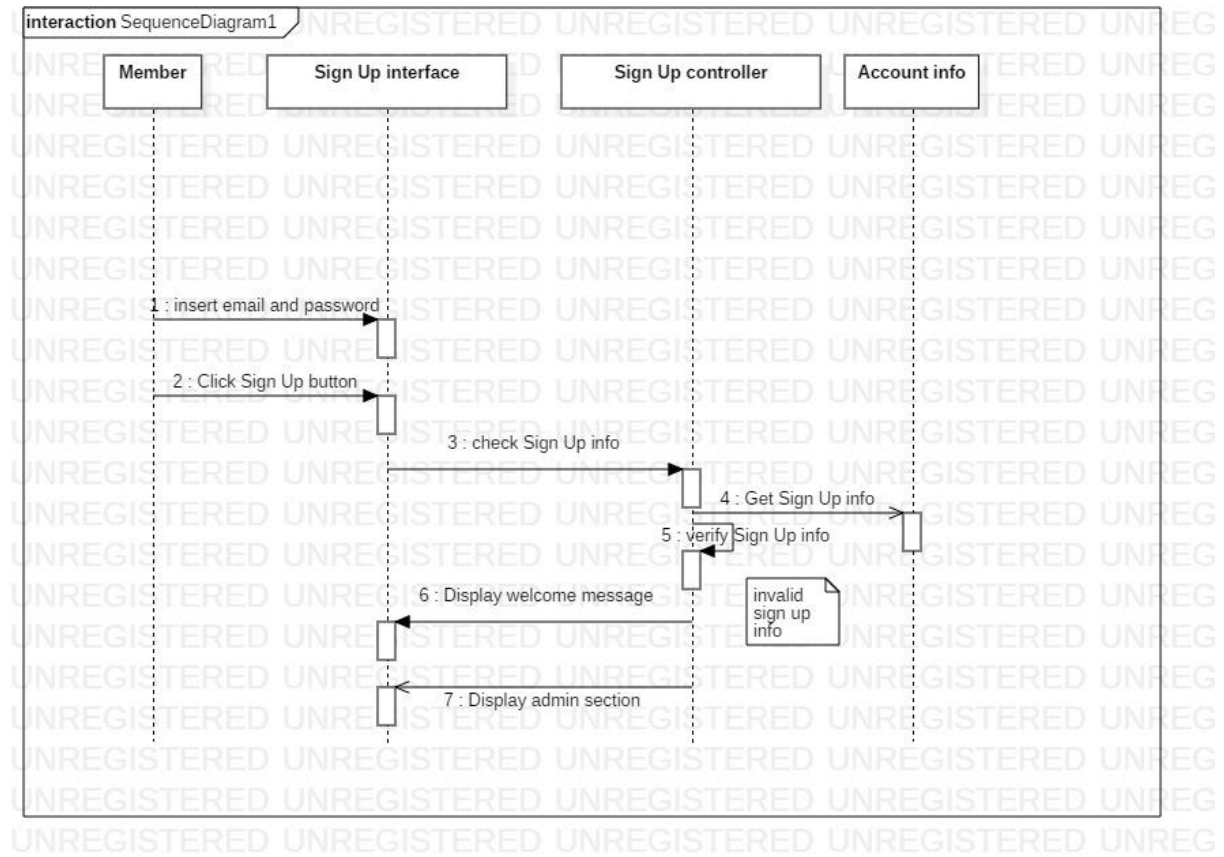 interaction SequenceDiagram1
Member
Sign Up interface
Sign Up controller
Account info
1 : insert email and password
2 : Click Sign Up button
3 : check Sign Up info
4 : Get Sign Up info
5 : verify Sign Up info
6 : Display welcome message
invalid
sign up
info
7 : Display admin section
UNREGISTERED UNREGISTERED UNREGISTERED UNREGISTERED UNREG